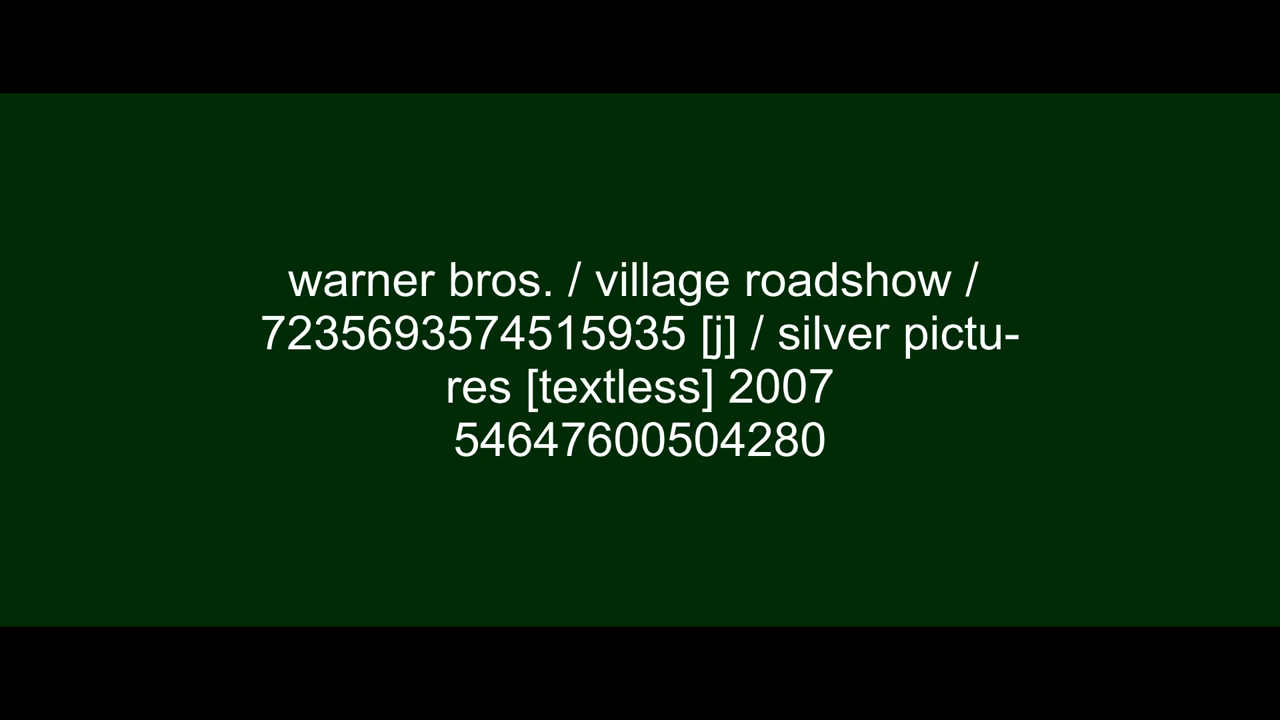 warner bros. / village roadshow /
7235693574515935 [j] / silver pictu-
res [textless] 2007
54647600504280